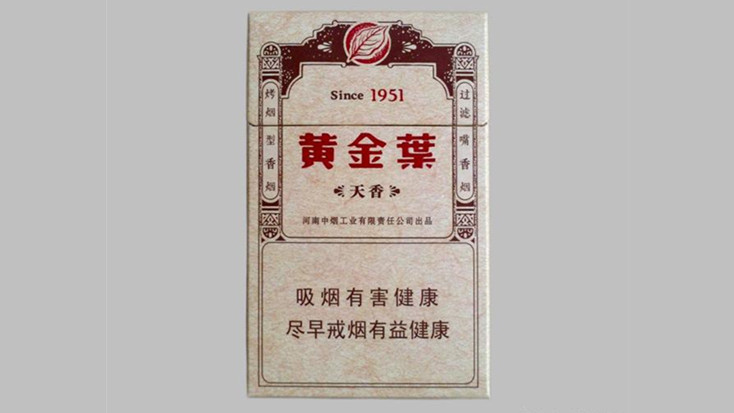 Since 1951
烤烟型香烟
过滤嘴香烟
黄金葉
天香
河南中烟工业有限责任公司出品
吸烟有害健康
尽早戒烟有益健康